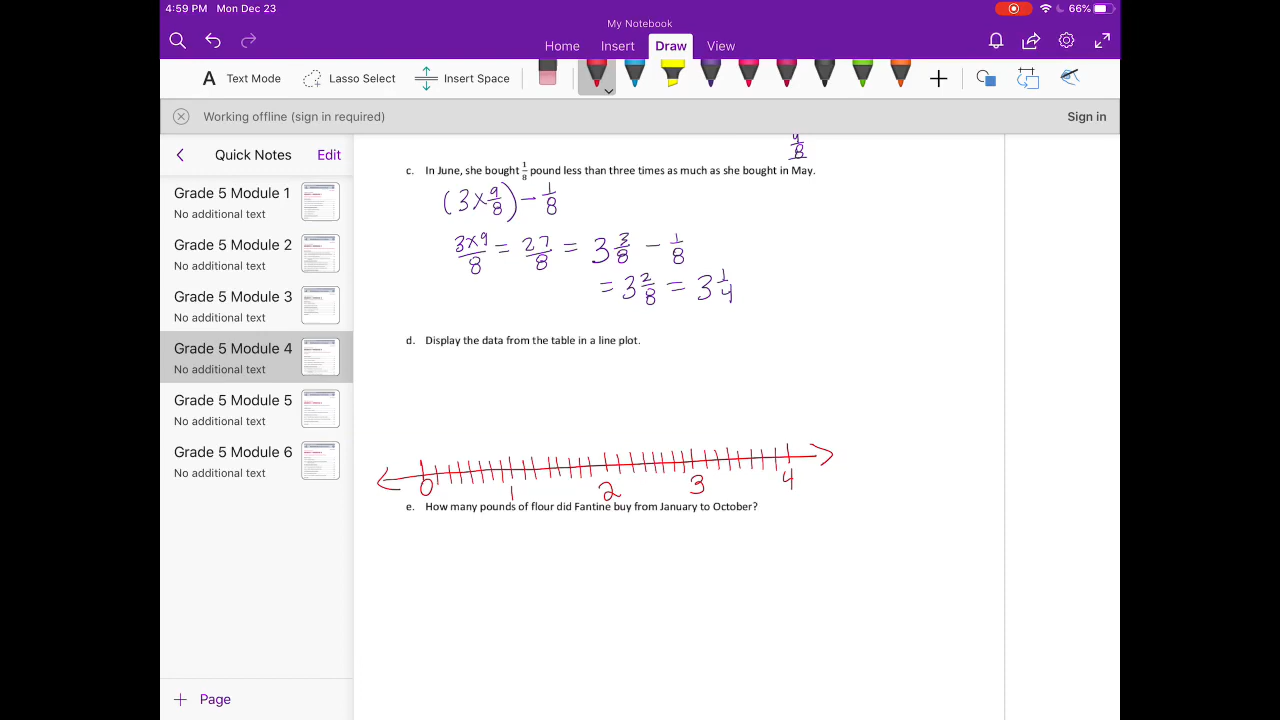 4:59 PM Mon Dec 23
66%
My Notebook
Home Insert Draw View
A Text Mode Lasso Select Insert Space
Working offline (sign in required) Sign in
Quick Notes Edit
Grade 5 Module 1
No additional text
Grade 5 Module 2
No additional text
Grade 5 Module 3
No additional text
Grade 5 Module 4
No additional text
Grade 5 Module 5
No additional text
Grade 5 Module 6
No additional text
+ Page
9/8
c. In June, she bought 1/8 pound less than three times as much as she bought in May.
(3 × 9/8) − 1/8
3×9/8 = 27/8 = 3 3/8 − 1/8
= 3 2/8 = 3 1/4
d. Display the data from the table in a line plot.
0 1 2 3 4
e. How many pounds of flour did Fantine buy from January to October?